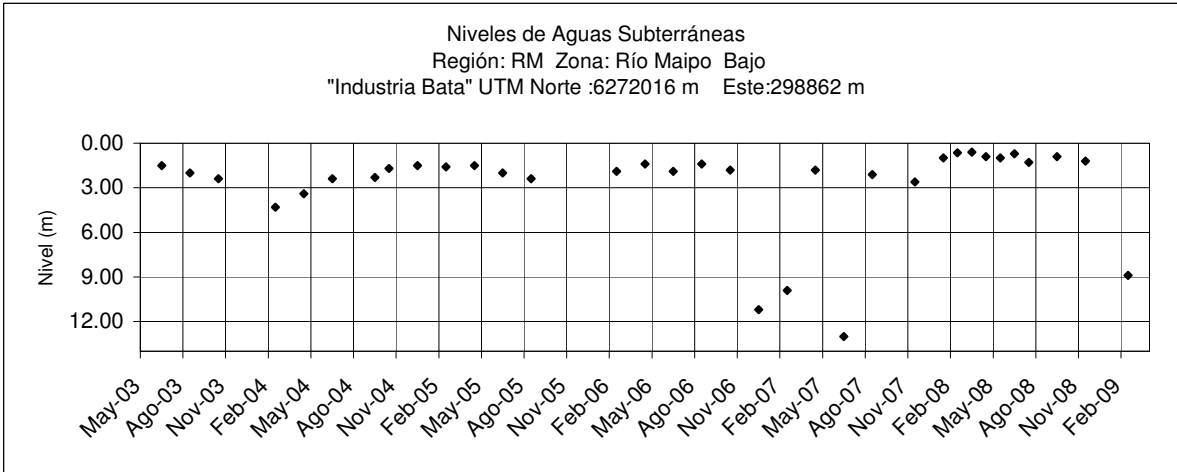 Niveles de Aguas Subterráneas
Región: RM Zona: Río Maipo Bajo
"Industria Bata" UTM Norte :6272016 m Este:298862 m
Nivel (m)
0.00
3.00
6.00
9.00
12.00
May-03
Ago-03
Nov-03
Feb-04
May-04
Ago-04
Nov-04
Feb-05
May-05
Ago-05
Nov-05
Feb-06
May-06
Ago-06
Nov-06
Feb-07
May-07
Ago-07
Nov-07
Feb-08
May-08
Ago-08
Nov-08
Feb-09